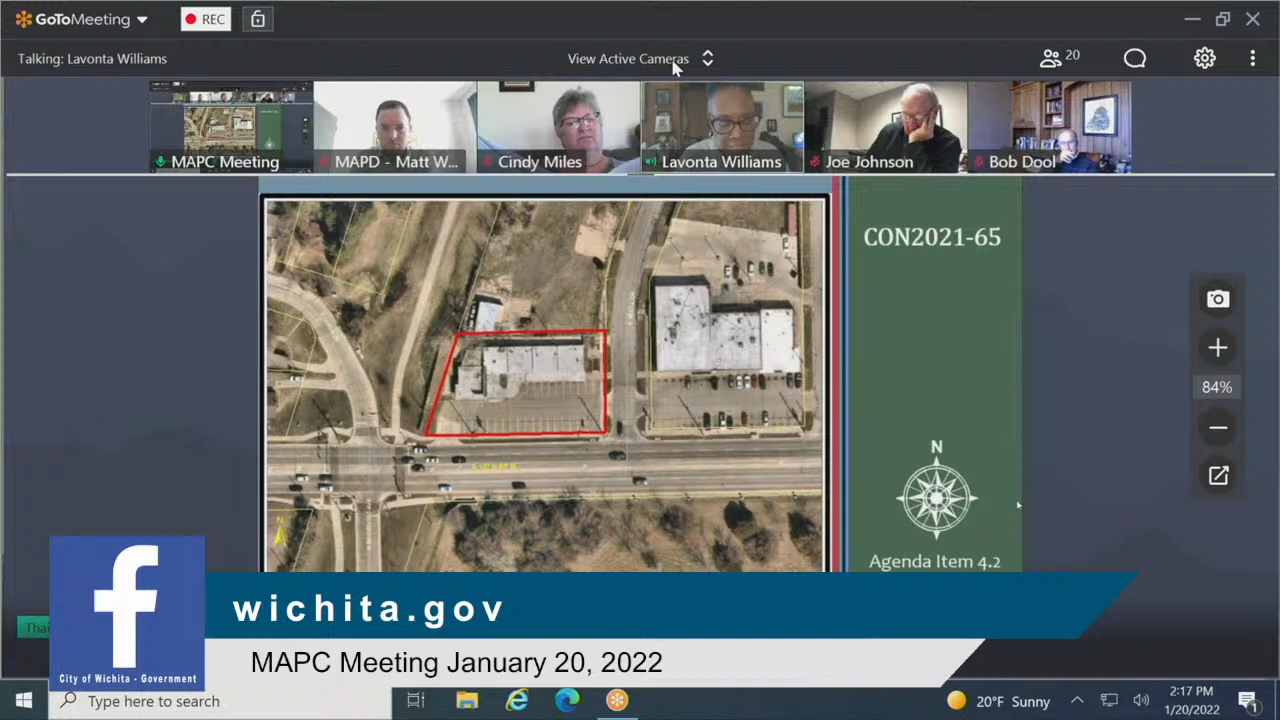 GoToMeeting
REC
Talking: Lavonta Williams
View Active Cameras
20
MAPC Meeting
MAPD - Matt W...
Cindy Miles
Lavonta Williams
Joe Johnson
Bob Dool
CON2021-65
84%
N
N
Agenda Item 4.2
Thai
f
wichita.gov
MAPC Meeting January 20, 2022
City of Wichita - Government
Type here to search
20°F Sunny
2:17 PM
1/20/2022
1